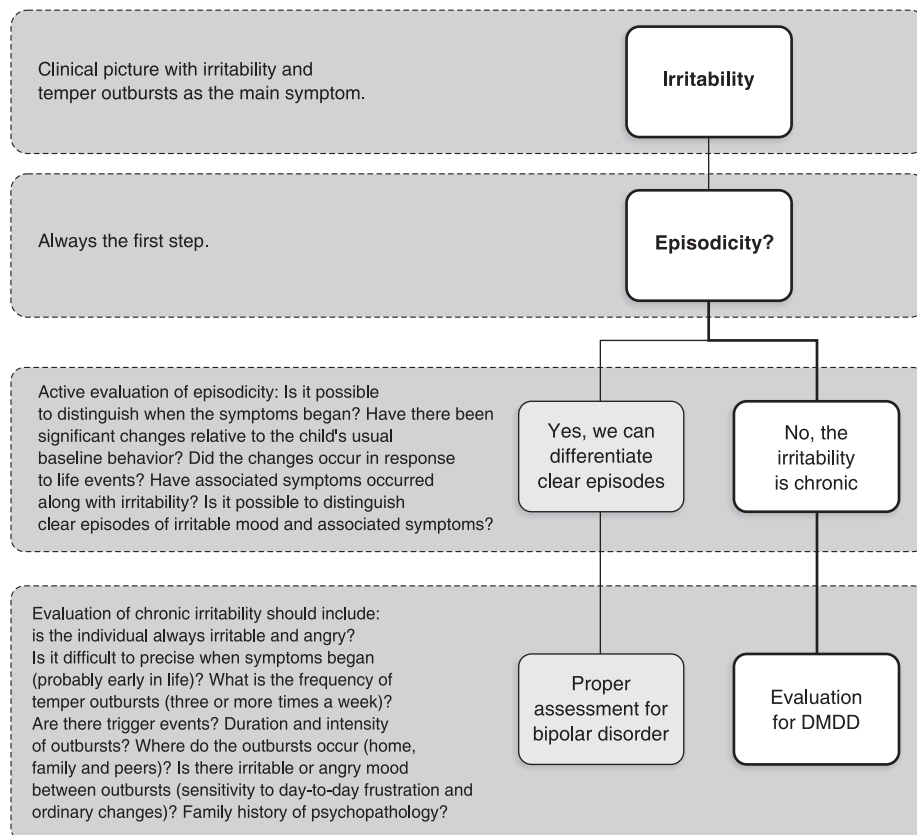 Clinical picture with irritability and
temper outbursts as the main symptom.
Irritability
Always the first step.
Episodicity?
Active evaluation of episodicity: Is it possible
to distinguish when the symptoms began? Have there been
significant changes relative to the child's usual
baseline behavior? Did the changes occur in response
to life events? Have associated symptoms occurred
along with irritability? Is it possible to distinguish
clear episodes of irritable mood and associated symptoms?
Yes, we can
differentiate
clear episodes
No, the
irritability
is chronic
Evaluation of chronic irritability should include:
is the individual always irritable and angry?
Is it difficult to precise when symptoms began
(probably early in life)? What is the frequency of
temper outbursts (three or more times a week)?
Are there trigger events? Duration and intensity
of outbursts? Where do the outbursts occur (home,
family and peers)? Is there irritable or angry mood
between outbursts (sensitivity to day-to-day frustration and
ordinary changes)? Family history of psychopathology?
Proper
assessment for
bipolar disorder
Evaluation
for DMDD